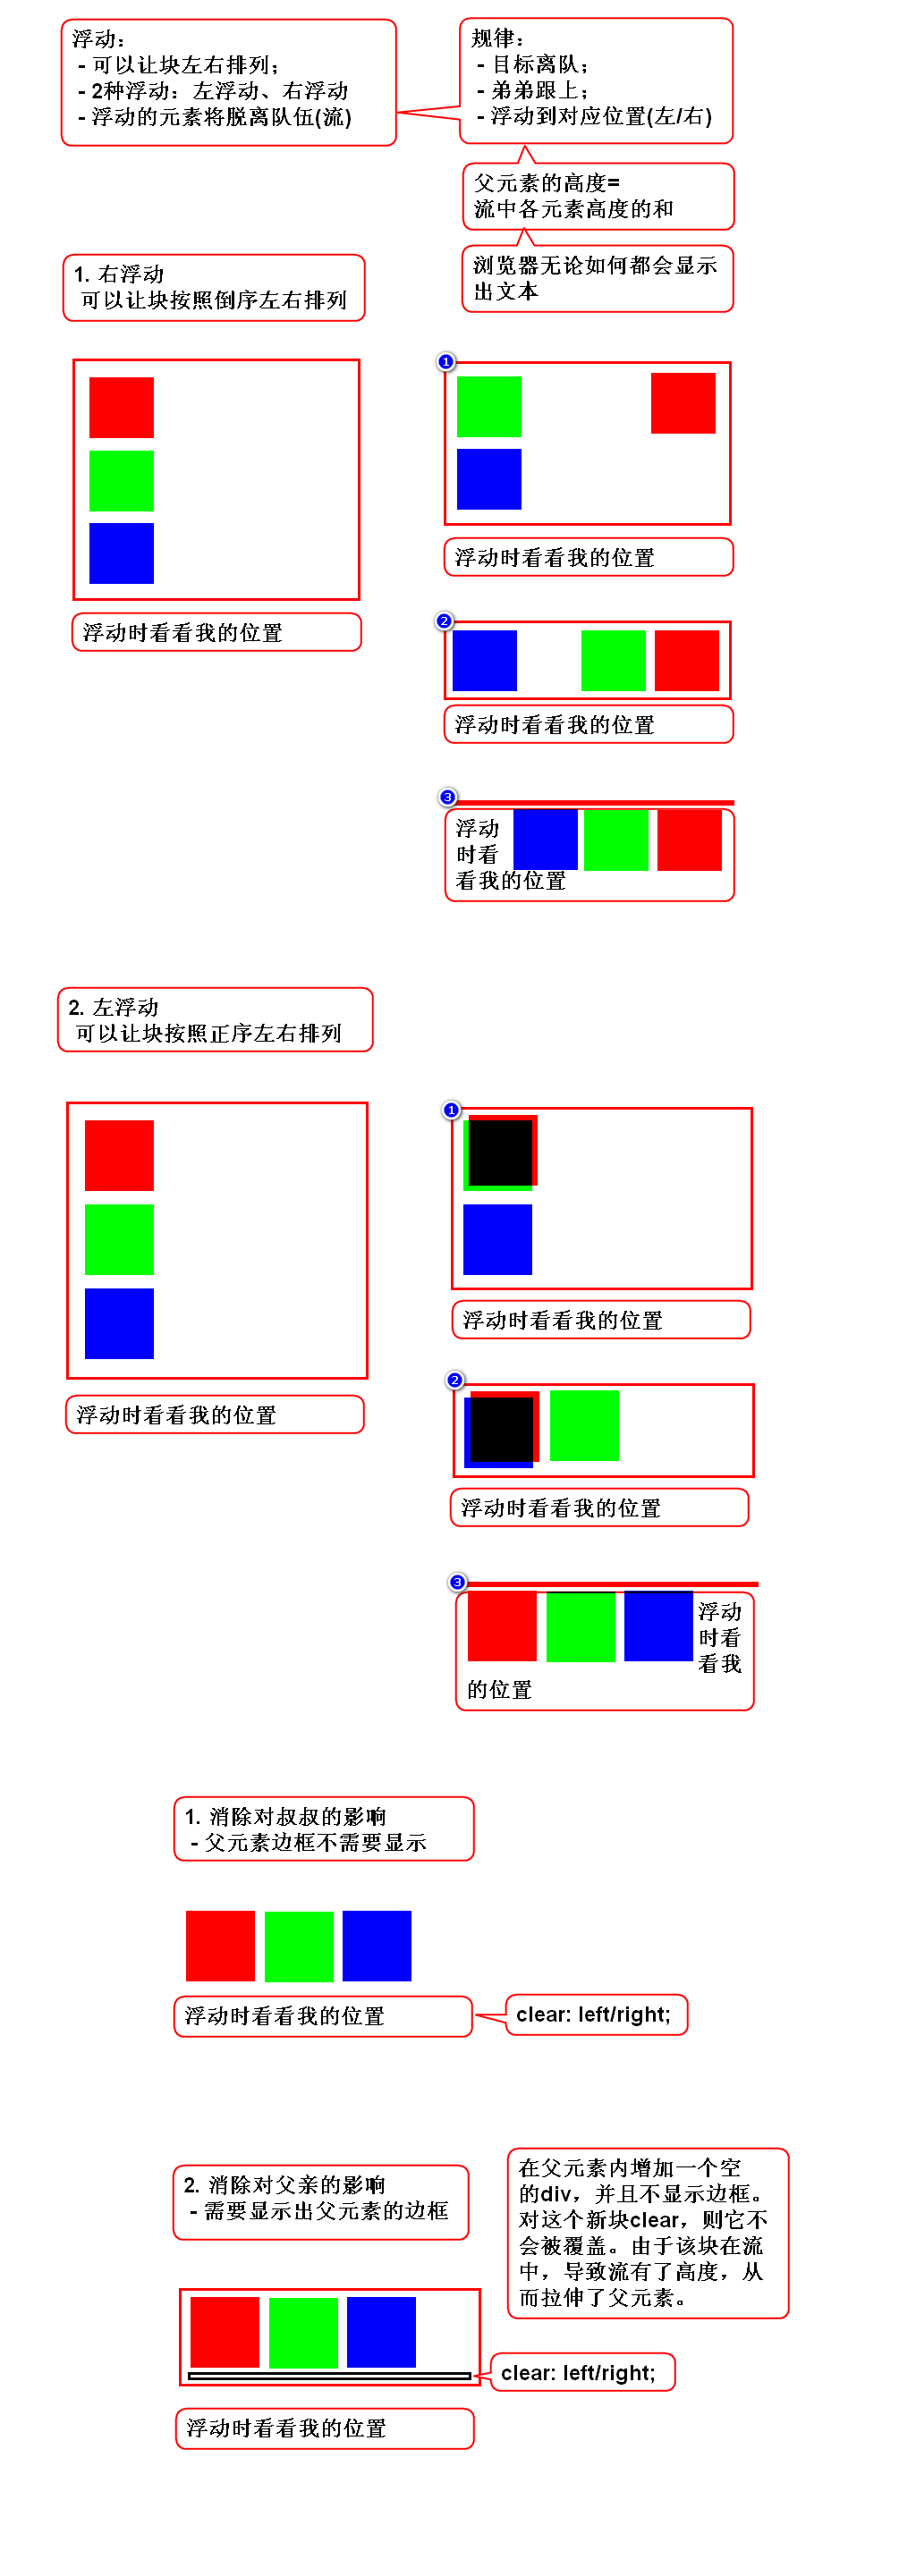 浮动：
- 可以让块左右排列；
- 2种浮动：左浮动、右浮动
- 浮动的元素将脱离队伍(流)
规律：
- 目标离队；
- 弟弟跟上；
- 浮动到对应位置(左/右)
父元素的高度=
流中各元素高度的和
浏览器无论如何都会显示
出文本
1. 右浮动
可以让块按照倒序左右排列
1
浮动时看看我的位置
浮动时看看我的位置
2
浮动时看看我的位置
3
浮动
时看
看我的位置
2. 左浮动
可以让块按照正序左右排列
1
浮动时看看我的位置
2
浮动时看看我的位置
浮动时看看我的位置
3
浮动
时看
看我
的位置
1. 消除对叔叔的影响
- 父元素边框不需要显示
浮动时看看我的位置
clear: left/right;
2. 消除对父亲的影响
- 需要显示出父元素的边框
在父元素内增加一个空
的div，并且不显示边框。
对这个新块clear，则它不
会被覆盖。由于该块在流
中，导致流有了高度，从
而拉伸了父元素。
clear: left/right;
浮动时看看我的位置